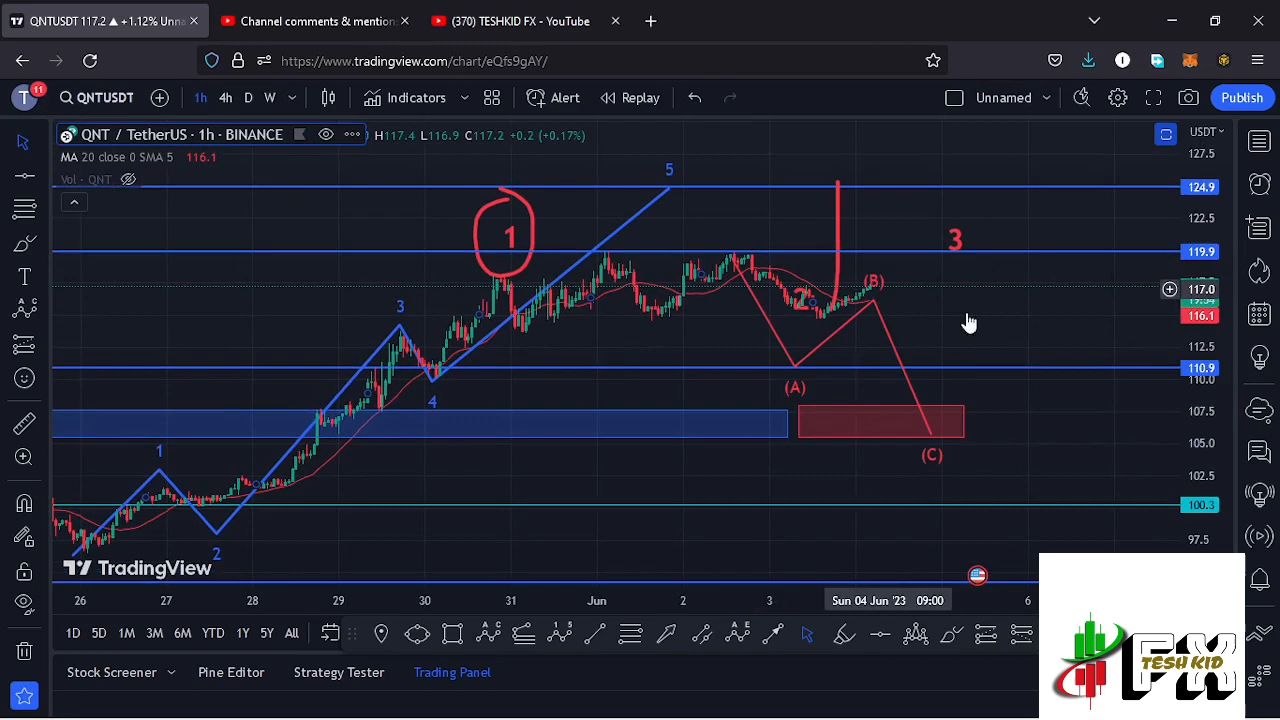 QNTUSDT 117.2 ▲ +1.12% Unna
Channel comments & mention
(370) TESHKID FX - YouTube
https://www.tradingview.com/chart/eQfs9gAY/
11
T
QNTUSDT
1h
4h
D
W
Indicators
Alert
Replay
Unnamed
Publish
QNT / TetherUS · 1h · BINANCE
H117.4 L116.9 C117.2 +0.2 (+0.17%)
USDT
MA 20 close 0 SMA 5 116.1
Vol · QNT
127.5
5
124.9
122.5
1
3
119.9
(B)
2
117.0
116.1
3
112.5
110.9
110.0
(A)
4
107.5
105.0
1
(C)
102.5
100.3
97.5
2
TradingView
26 27 28 29 30 31 Jun 2 3 Sun 04 Jun '23 09:00 6
1D 5D 1M 3M 6M YTD 1Y 5Y All
Stock Screener
Pine Editor
Strategy Tester
Trading Panel
FX
TESH KID